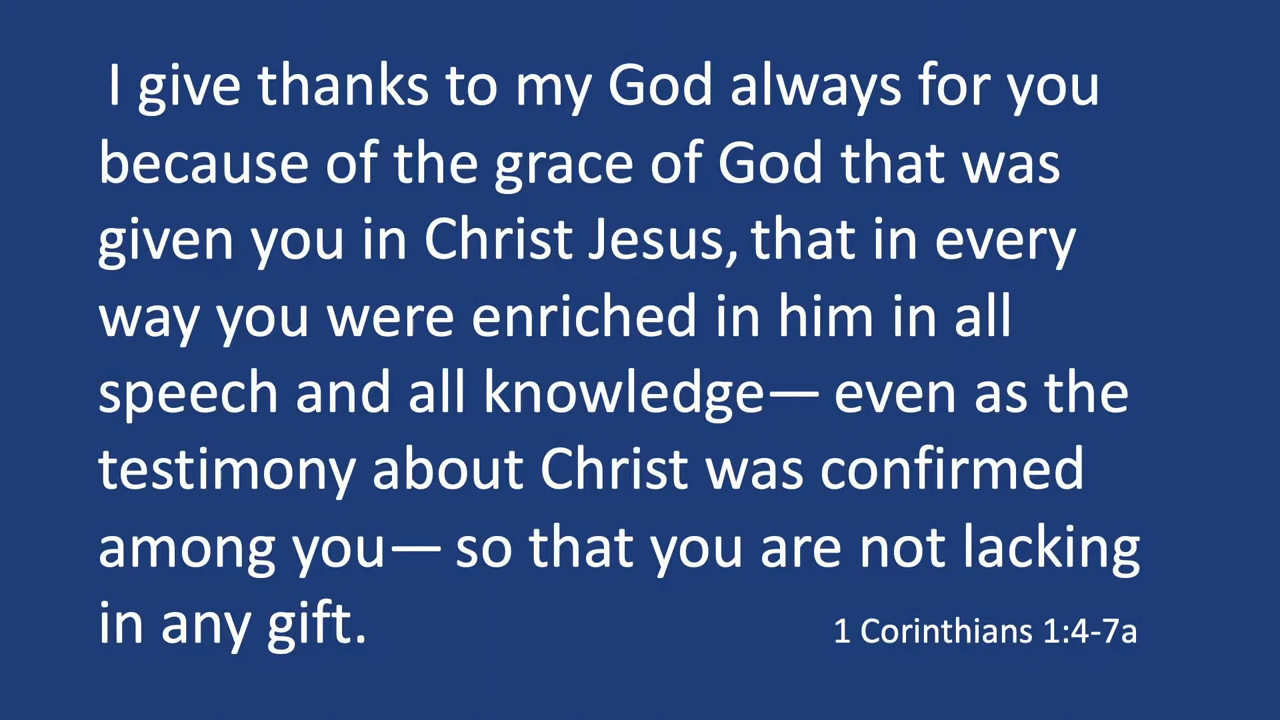 I give thanks to my God always for you
because of the grace of God that was
given you in Christ Jesus, that in every
way you were enriched in him in all
speech and all knowledge— even as the
testimony about Christ was confirmed
among you— so that you are not lacking
in any gift.
1 Corinthians 1:4-7a